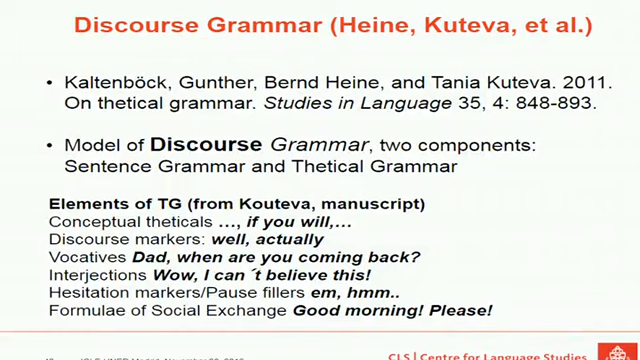 Discourse Grammar (Heine, Kuteva, et al.)
• Kaltenböck, Gunther, Bernd Heine, and Tania Kuteva. 2011.
On thetical grammar. Studies in Language 35, 4: 848-893.
• Model of Discourse Grammar, two components:
Sentence Grammar and Thetical Grammar
Elements of TG (from Kouteva, manuscript)
Conceptual theticals …, if you will,…
Discourse markers: well, actually
Vocatives Dad, when are you coming back?
Interjections Wow, I can´t believe this!
Hesitation markers/Pause fillers em, hmm..
Formulae of Social Exchange Good morning! Please!
CLS | Centre for Language Studies